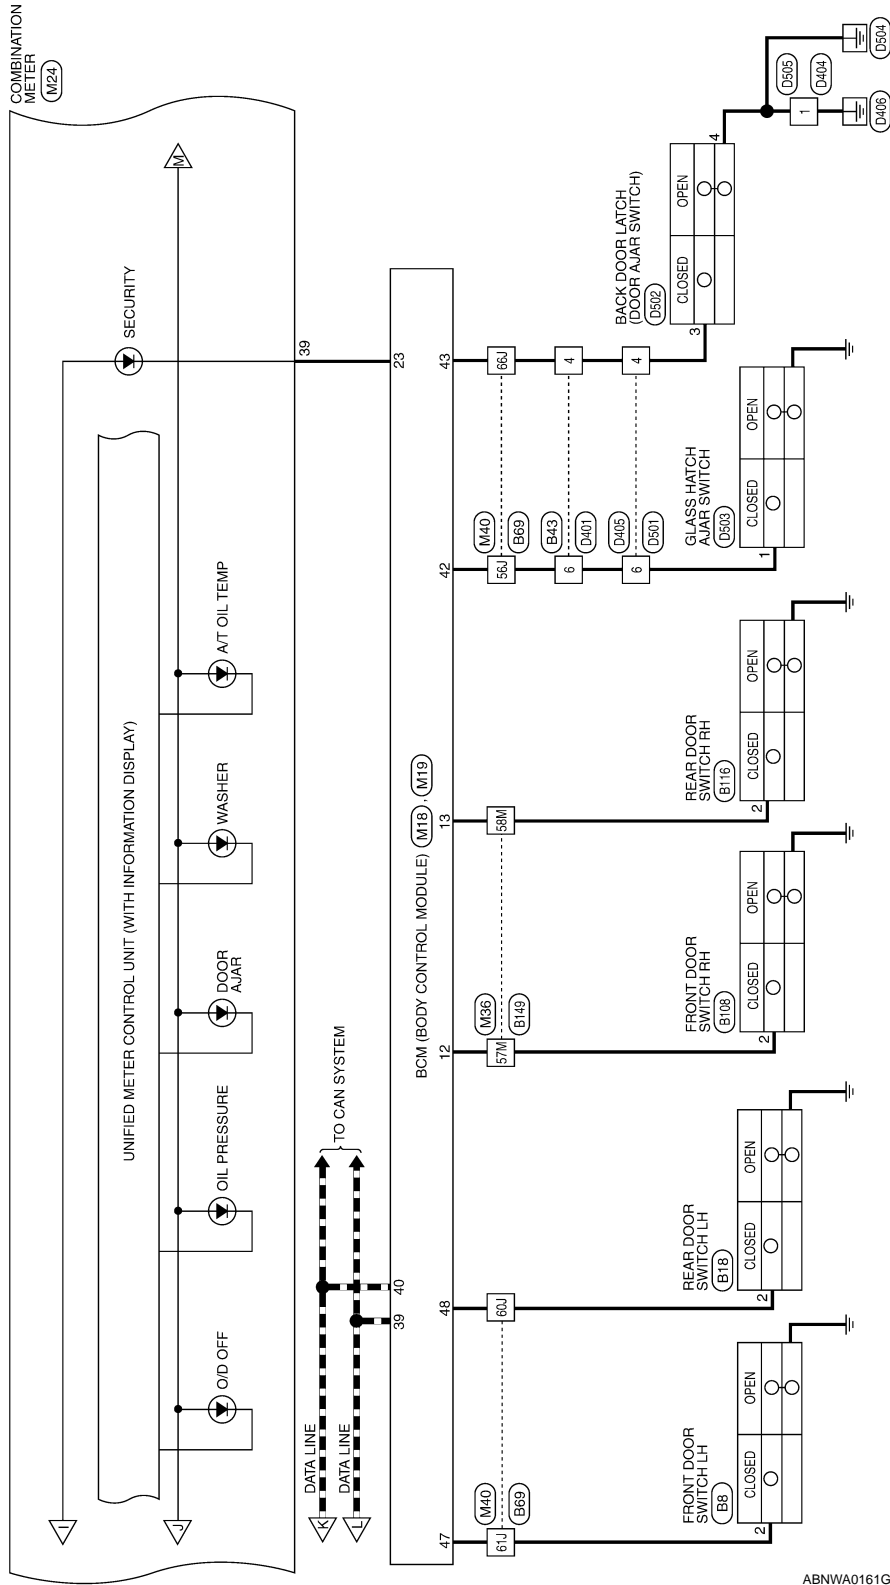 COMBINATION
METER
M24
M
SECURITY
39
UNIFIED METER CONTROL UNIT (WITH INFORMATION DISPLAY)
A/T OIL TEMP
WASHER
DOOR
AJAR
OIL PRESSURE
O/D OFF
I
J
DATA LINE
K
DATA LINE
L
TO CAN SYSTEM
39
40
23
BCM (BODY CONTROL MODULE)
M18 , M19
47
48
12
13
42
43
61J
M40
B69
60J
57M
M36
B149
58M
56J
M40
B69
66J
6
B43
D401
4
6
D405
D501
4
FRONT DOOR
SWITCH LH
B8
2
CLOSED
OPEN
REAR DOOR
SWITCH LH
B18
2
CLOSED
OPEN
FRONT DOOR
SWITCH RH
B108
2
CLOSED
OPEN
REAR DOOR
SWITCH RH
B116
2
CLOSED
OPEN
GLASS HATCH
AJAR SWITCH
D503
1
CLOSED
OPEN
BACK DOOR LATCH
(DOOR AJAR SWITCH)
D502
3
CLOSED
OPEN
4
1
D505
D404
D406
D504
ABNWA0161G